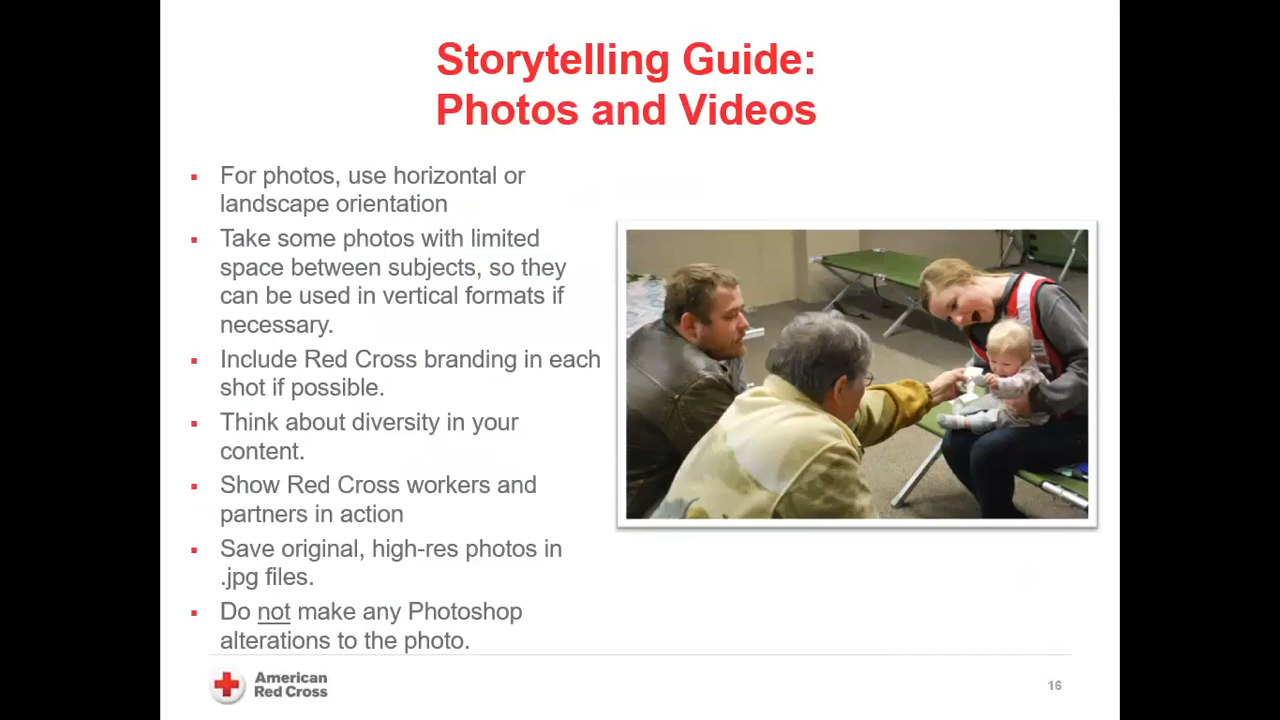 Storytelling Guide:
Photos and Videos
For photos, use horizontal or
landscape orientation
Take some photos with limited
space between subjects, so they
can be used in vertical formats if
necessary.
Include Red Cross branding in each
shot if possible.
Think about diversity in your
content.
Show Red Cross workers and
partners in action
Save original, high-res photos in
.jpg files.
Do not make any Photoshop
alterations to the photo.
American
Red Cross
16